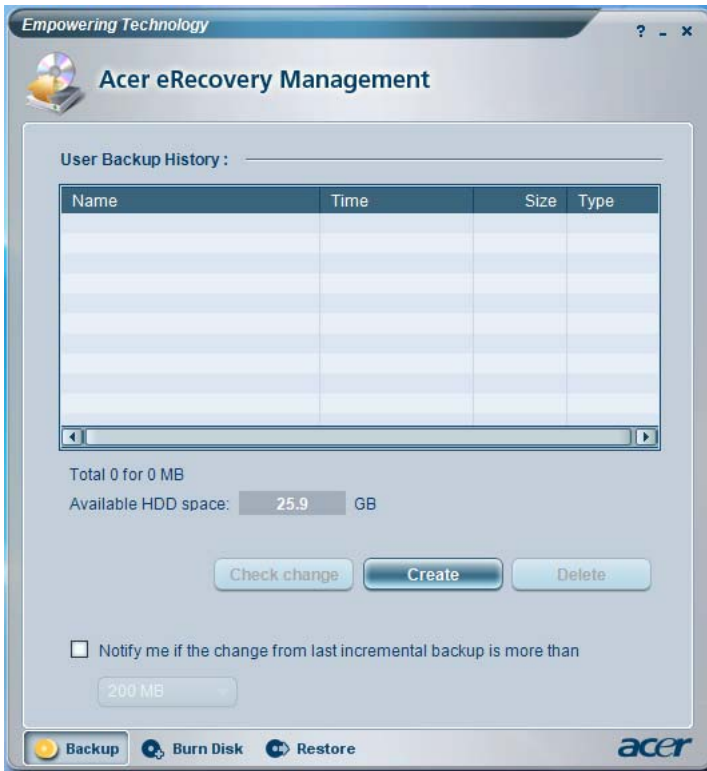 Empowering Technology
? - ×
Acer eRecovery Management
User Backup History :
Name Time Size Type
Total 0 for 0 MB
Available HDD space: 25.9 GB
Check change Create Delete
Notify me if the change from last incremental backup is more than
200 MB
Backup Burn Disk Restore acer